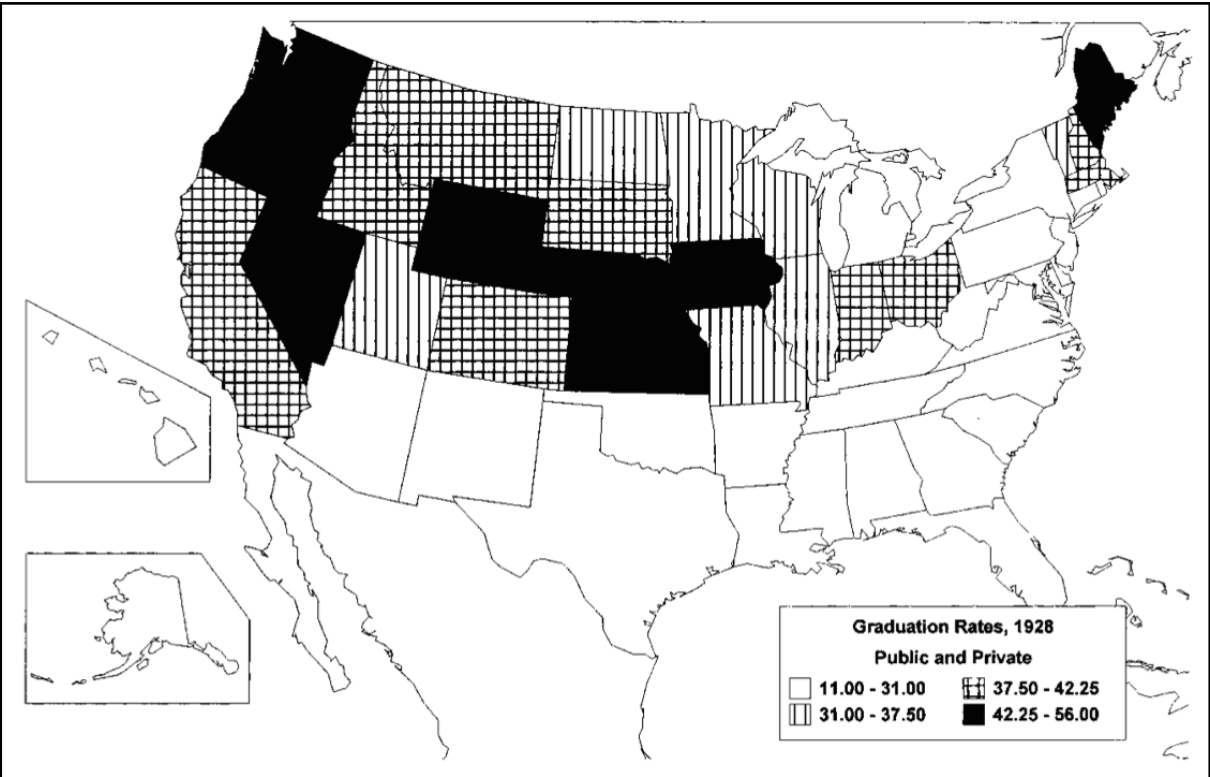 Graduation Rates, 1928
Public and Private
11.00 - 31.00
37.50 - 42.25
31.00 - 37.50
42.25 - 56.00